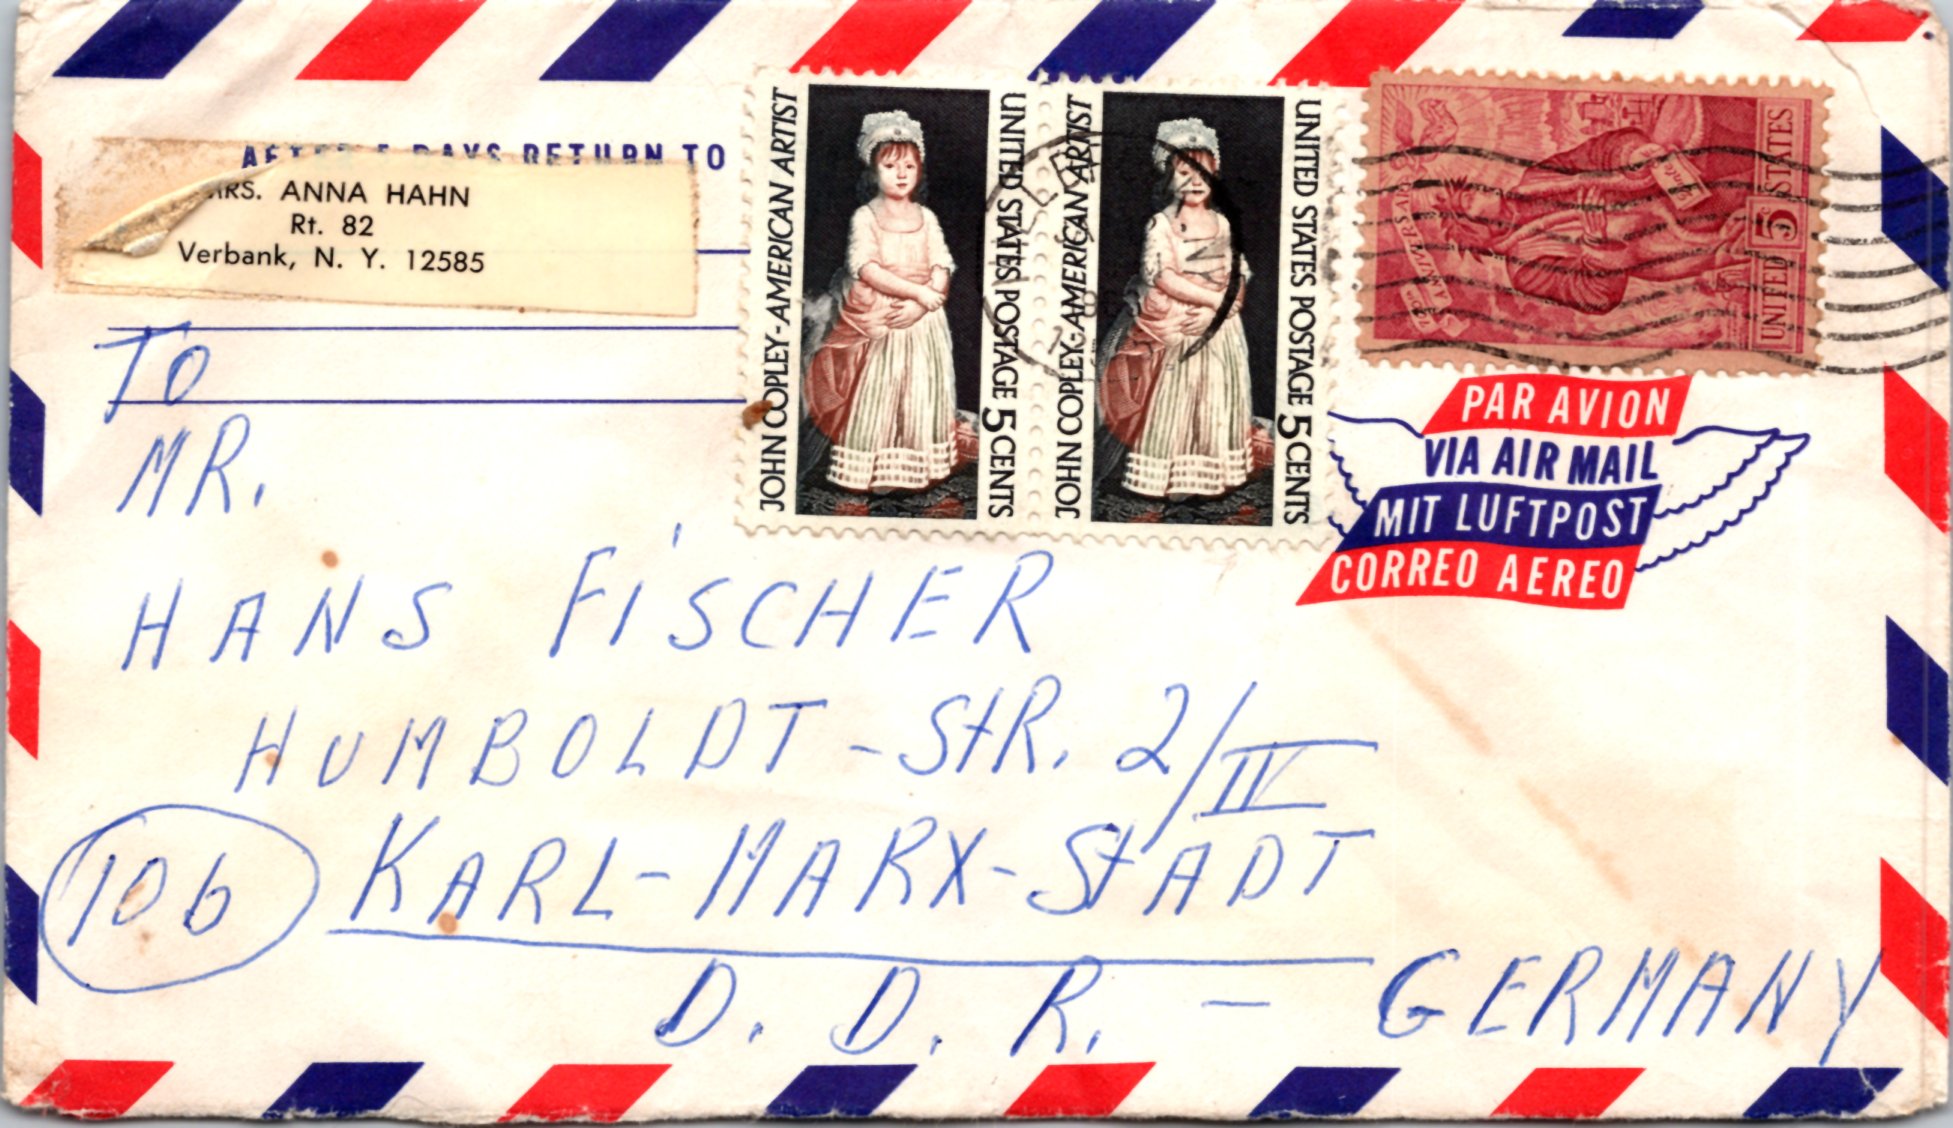 AFTER 5 DAYS RETURN TO
MRS. ANNA HAHN
Rt. 82
Verbank, N. Y. 12585
JOHN COPLEY-AMERICAN ARTIST
UNITED STATES POSTAGE 5 CENTS
JOHN COPLEY-AMERICAN ARTIST
UNITED STATES POSTAGE 5 CENTS
UNITED 5¢ STATES
PAR AVION
VIA AIR MAIL
MIT LUFTPOST
CORREO AEREO
TO
MR.
HANS FISCHER
HUMBOLDT-StR. 2/IV
106 KARL-MARX-StADT
D. D. R. - GERMANY